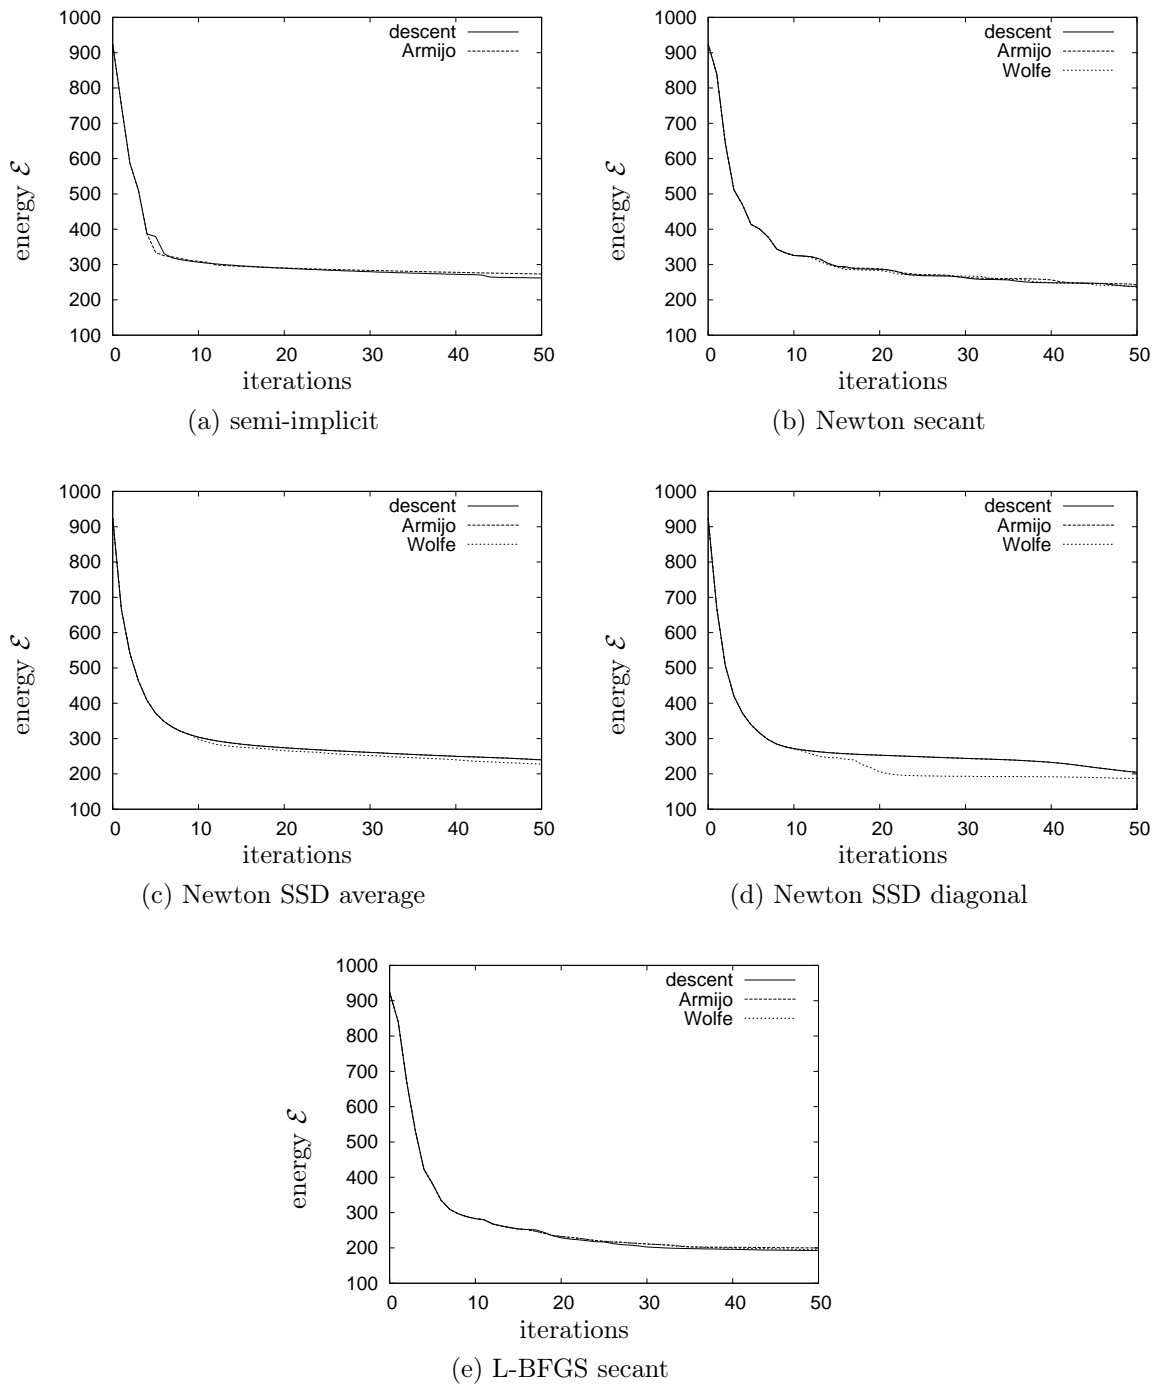 1000
900
800
700
600
500
400
300
200
100
energy ℰ
descent
Armijo
0 10 20 30 40 50
iterations
(a) semi-implicit
1000
900
800
700
600
500
400
300
200
100
energy ℰ
descent
Armijo
Wolfe
0 10 20 30 40 50
iterations
(b) Newton secant
1000
900
800
700
600
500
400
300
200
100
energy ℰ
descent
Armijo
Wolfe
0 10 20 30 40 50
iterations
(c) Newton SSD average
1000
900
800
700
600
500
400
300
200
100
energy ℰ
descent
Armijo
Wolfe
0 10 20 30 40 50
iterations
(d) Newton SSD diagonal
1000
900
800
700
600
500
400
300
200
100
energy ℰ
descent
Armijo
Wolfe
0 10 20 30 40 50
iterations
(e) L-BFGS secant